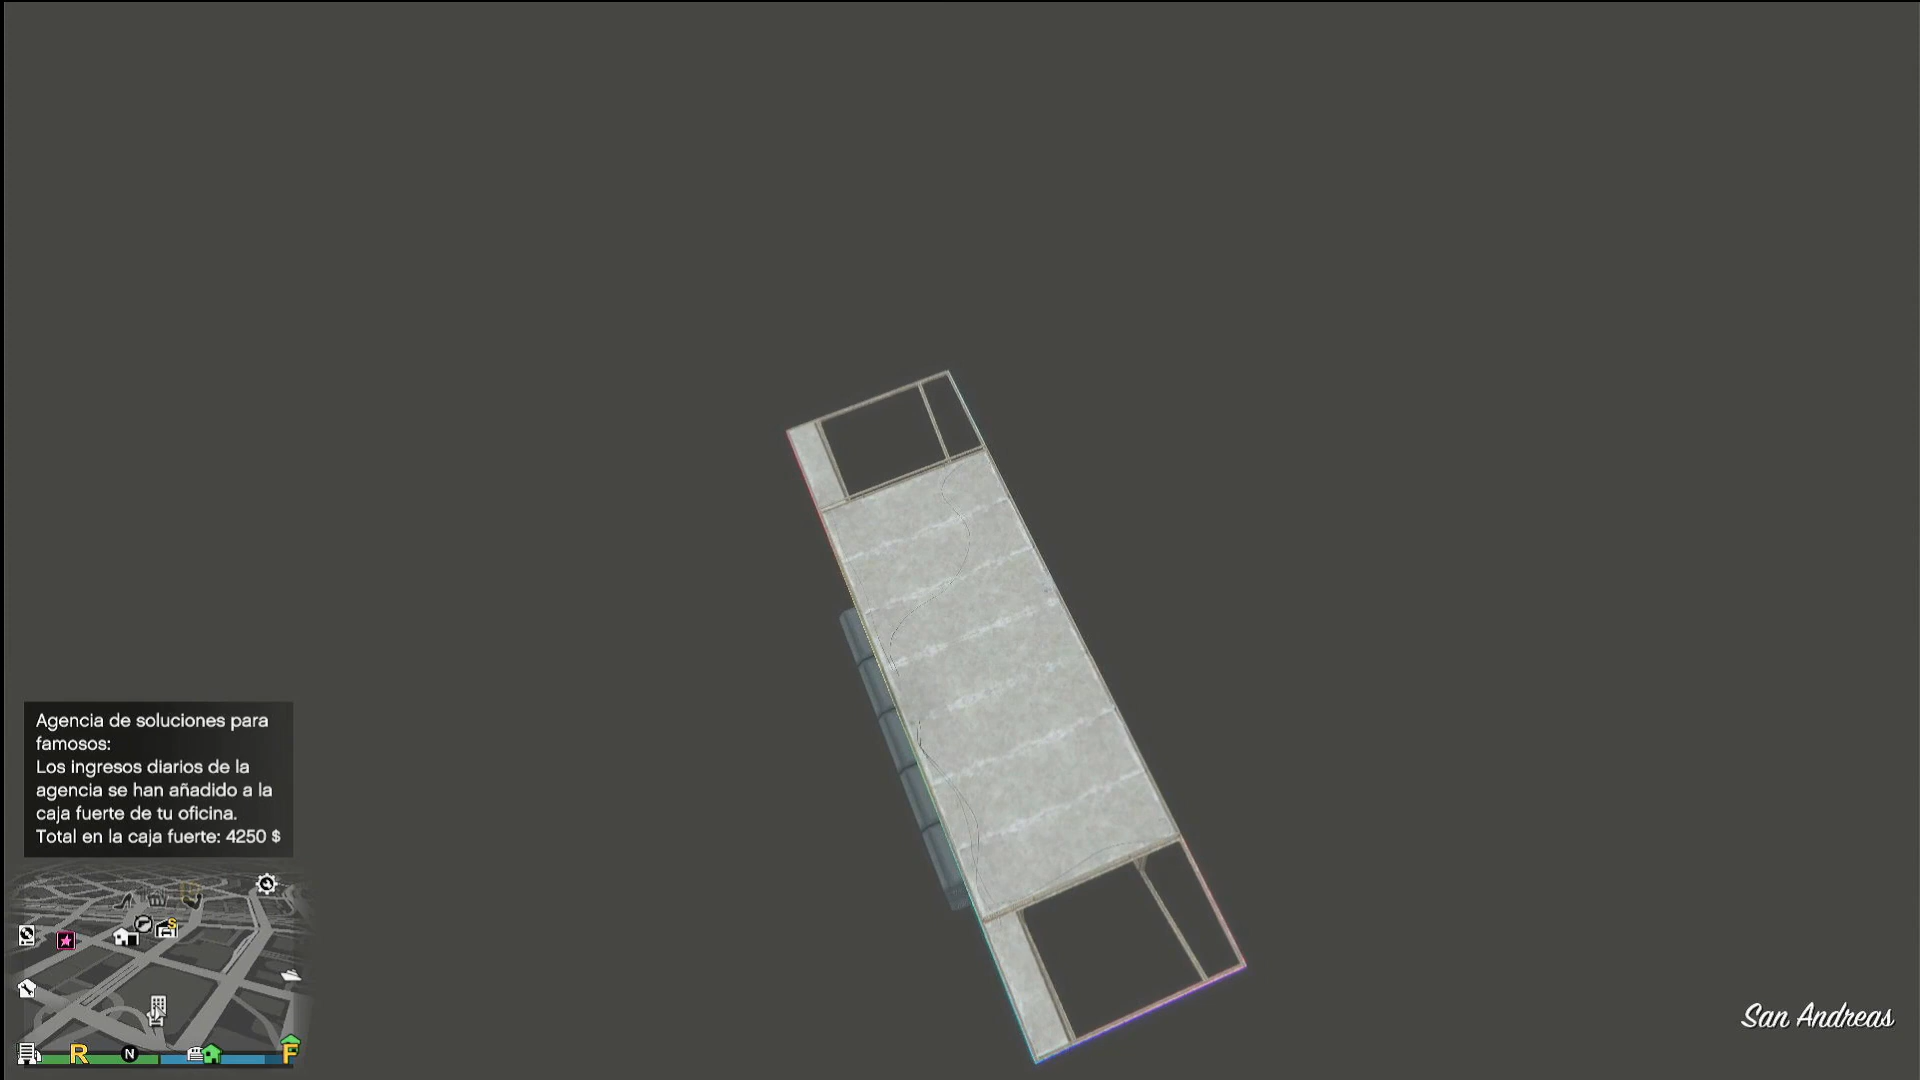 Agencia de soluciones para
famosos:
Los ingresos diarios de la
agencia se han añadido a la
caja fuerte de tu oficina.
Total en la caja fuerte: 4250 $
S
R
N
F
San Andreas